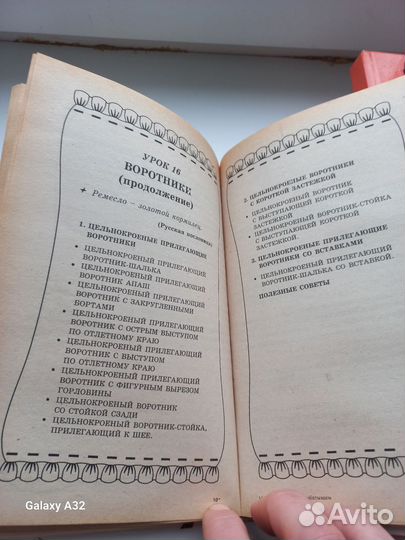 УРОК 16
ВОРОТНИКЕ
(продолжение)
+ Ремесло — золотой кормилец.
(Русская пословица)
1. ЦЕЛЬНОКРОЕНЫЕ ПРИЛЕГАЮЩИЕ
ВОРОТНИКИ
• ЦЕЛЬНОКРОЕНЫЙ ПРИЛЕГАЮЩИЙ
ВОРОТНИК-ШАЛЬКА
• ЦЕЛЬНОКРОЕНЫЙ ПРИЛЕГАЮЩИЙ
ВОРОТНИК АПАШ
• ЦЕЛЬНОКРОЕНЫЙ ПРИЛЕГАЮЩИЙ
ВОРОТНИК С ЗАКРУГЛЕННЫМИ
БОРТАМИ
• ЦЕЛЬНОКРОЕНЫЙ ПРИЛЕГАЮЩИЙ
ВОРОТНИК С ОСТРЫМ ВЫСТУПОМ
ПО ОТЛЕТНОМУ КРАЮ
• ЦЕЛЬНОКРОЕНЫЙ ПРИЛЕГАЮЩИЙ
ВОРОТНИК С ВЫСТУПОМ
ПО ОТЛЕТНОМУ КРАЮ
• ЦЕЛЬНОКРОЕНЫЙ ПРИЛЕГАЮЩИЙ
ВОРОТНИК С ФИГУРНЫМ ВЫРЕЗОМ
ГОРЛОВИНЫ
• ЦЕЛЬНОКРОЕНЫЙ ВОРОТНИК
СО СТОЙКОЙ СЗАДИ
• ЦЕЛЬНОКРОЕНЫЙ ВОРОТНИК-СТОЙКА,
ПРИЛЕГАЮЩИЙ К ШЕЕ.
2. ЦЕЛЬНОКРОЕНЫЕ ВОРОТНИКИ
С КОРОТКОЙ ЗАСТЕЖКОЙ
• ЦЕЛЬНОКРОЕНЫЙ ВОРОТНИК
С ВЫСТУПАЮЩЕЙ КОРОТКОЙ
ЗАСТЕЖКОЙ
• ЦЕЛЬНОКРОЕНЫЙ ВОРОТНИК-СТОЙКА
С ВЫСТУПАЮЩЕЙ КОРОТКОЙ
ЗАСТЕЖКОЙ.
3. ЦЕЛЬНОКРОЕНЫЕ ПРИЛЕГАЮЩИЕ
ВОРОТНИКИ СО ВСТАВКАМИ
• ЦЕЛЬНОКРОЕНЫЙ ПРИЛЕГАЮЩИЙ
ВОРОТНИК-ШАЛЬКА СО ВСТАВКОЙ.
ПОЛЕЗНЫЕ СОВЕТЫ
Galaxy A32
Avito